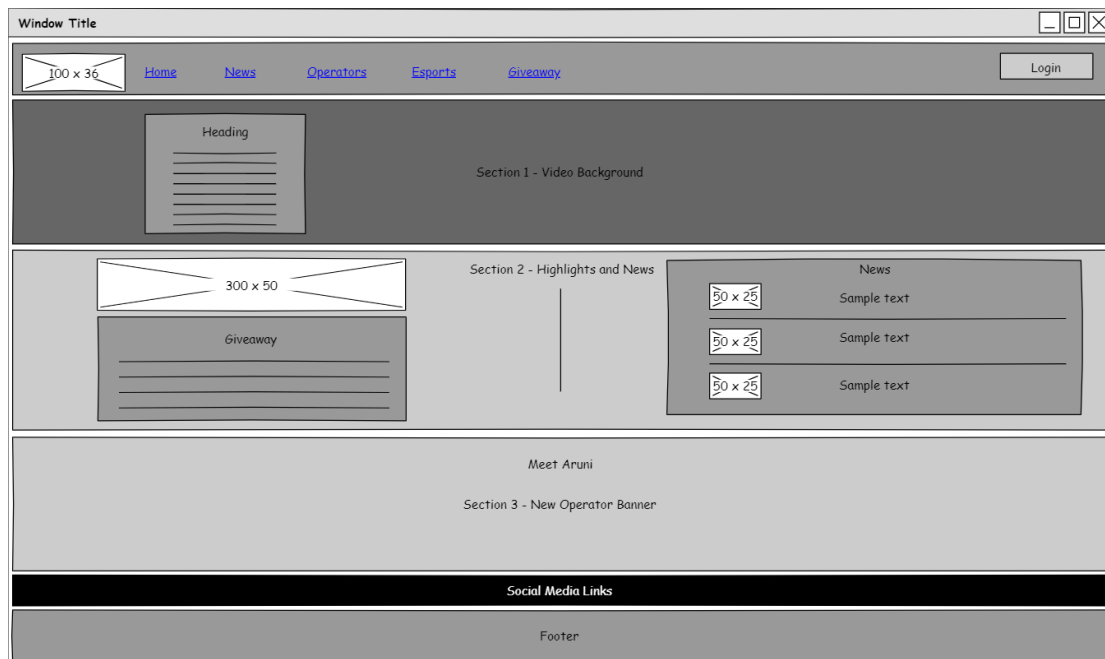 Window Title
100 x 36
Home
News
Operators
Esports
Giveaway
Login
Heading
Section 1 - Video Background
300 x 50
Giveaway
Section 2 - Highlights and News
News
50 x 25
Sample text
50 x 25
Sample text
50 x 25
Sample text
Meet Aruni
Section 3 - New Operator Banner
Social Media Links
Footer